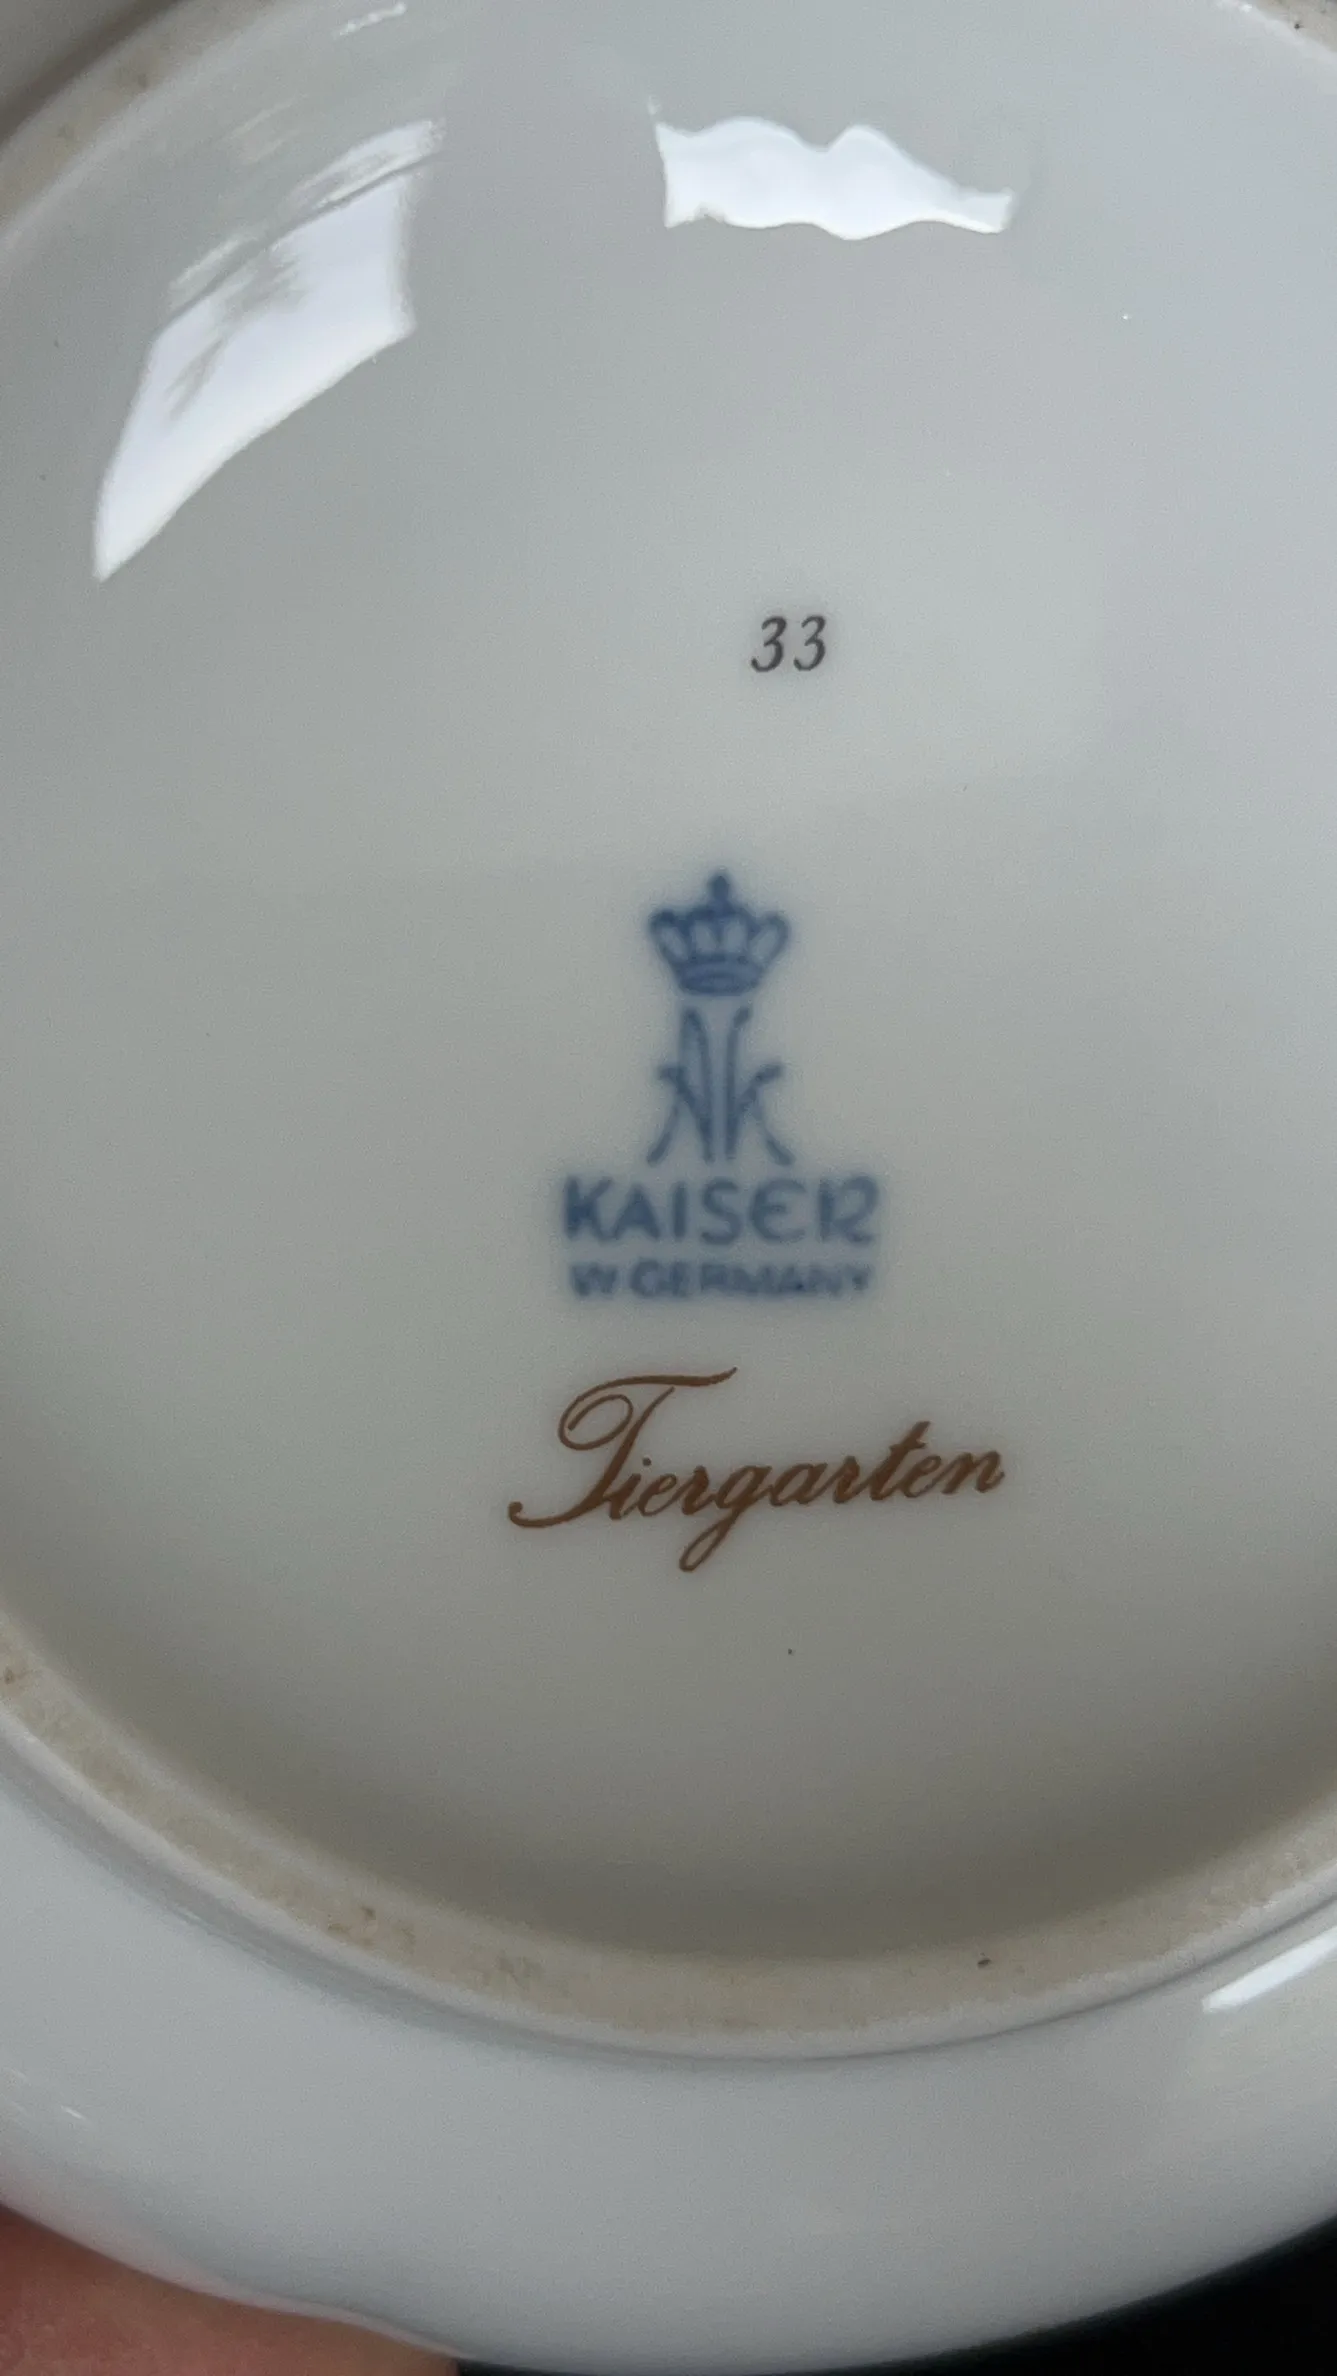 33
AK
KAISER
W GERMANY
Tiergarten